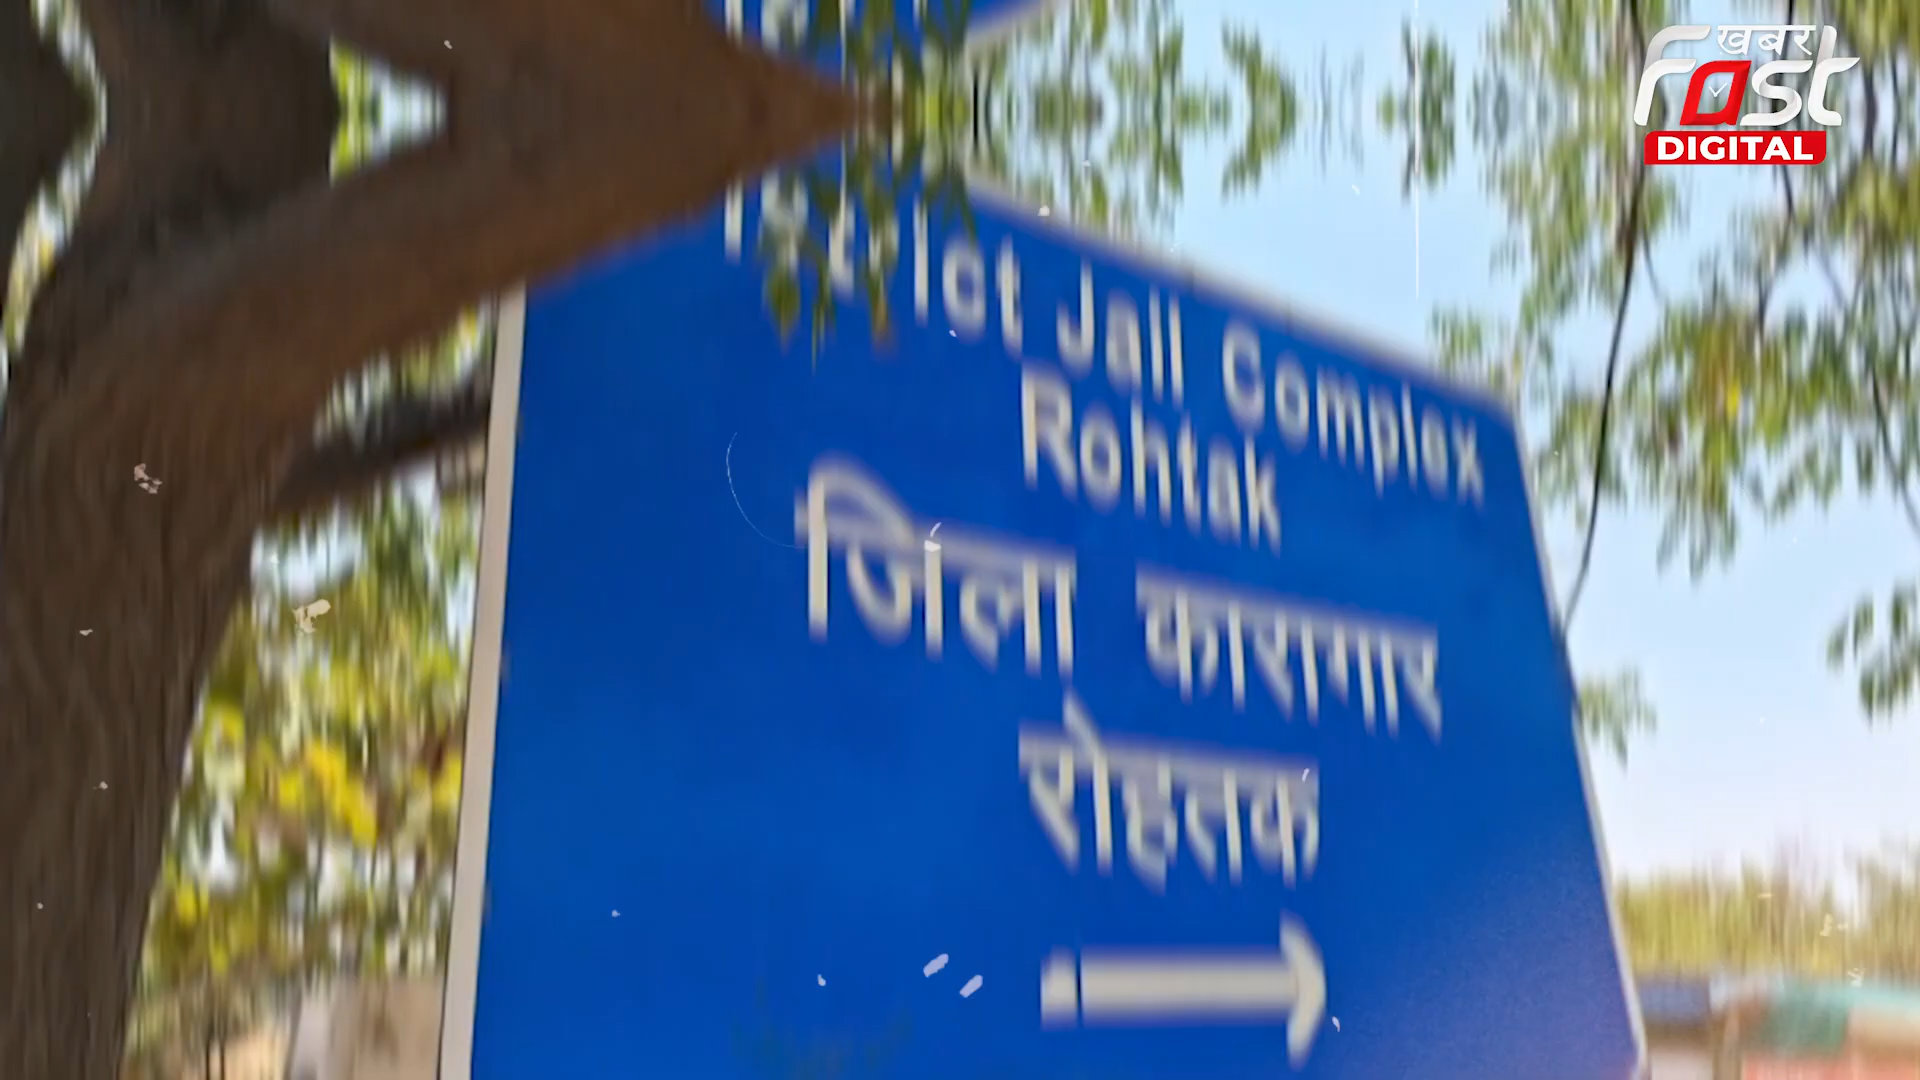 खबर
Fast
DIGITAL
Jail Complex
Rohtak
जिला कारागार
रोहतक